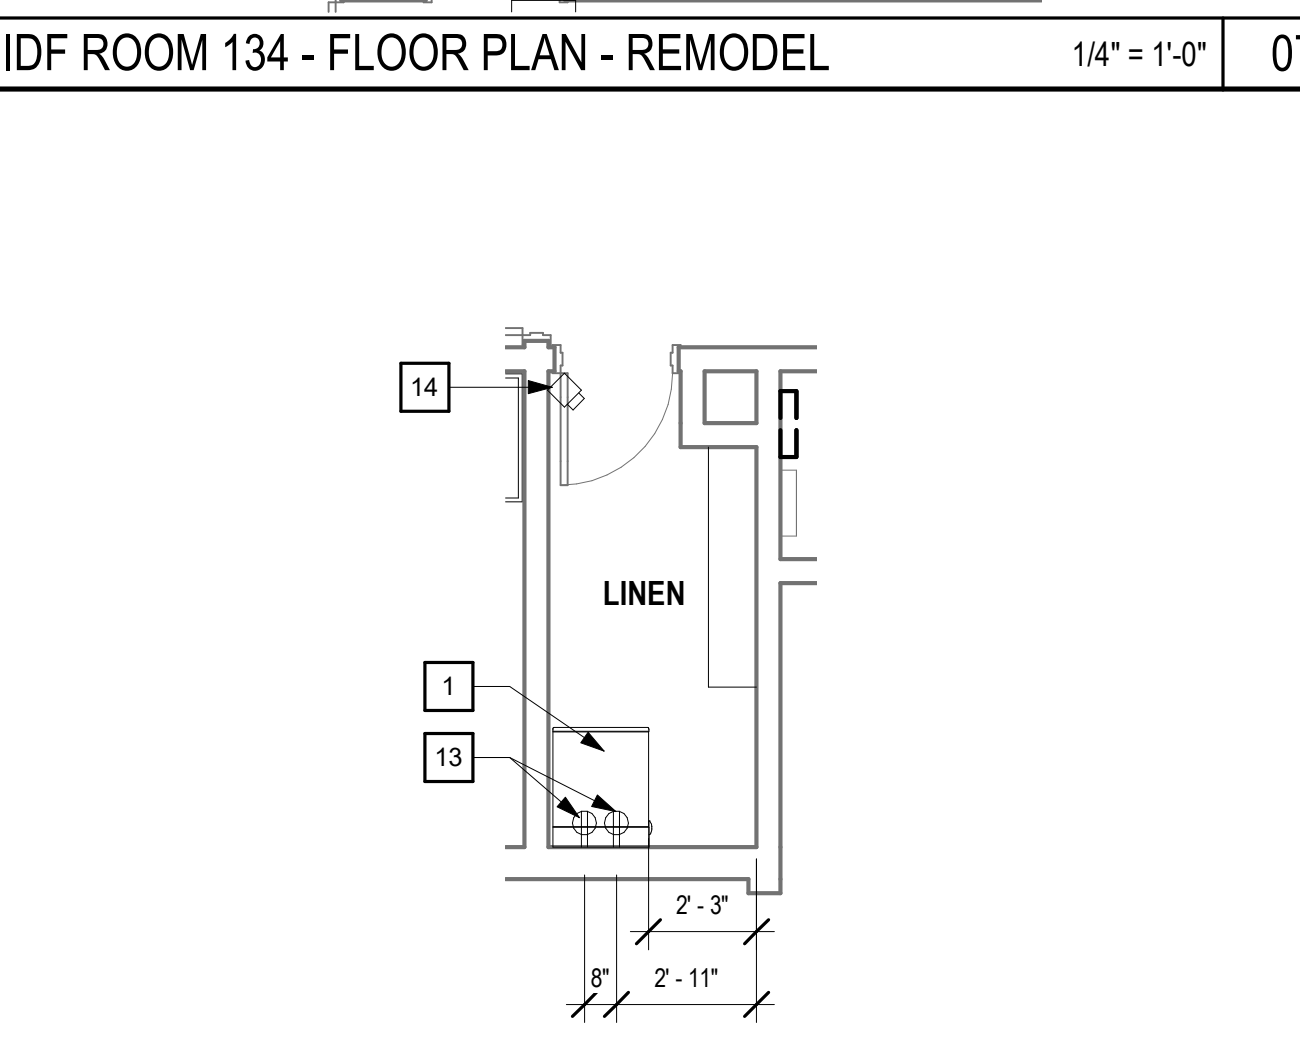 IDF ROOM 134 - FLOOR PLAN - REMODEL 1/4" = 1'-0"
14
LINEN
1
13
2' - 3"
8" 2' - 11"